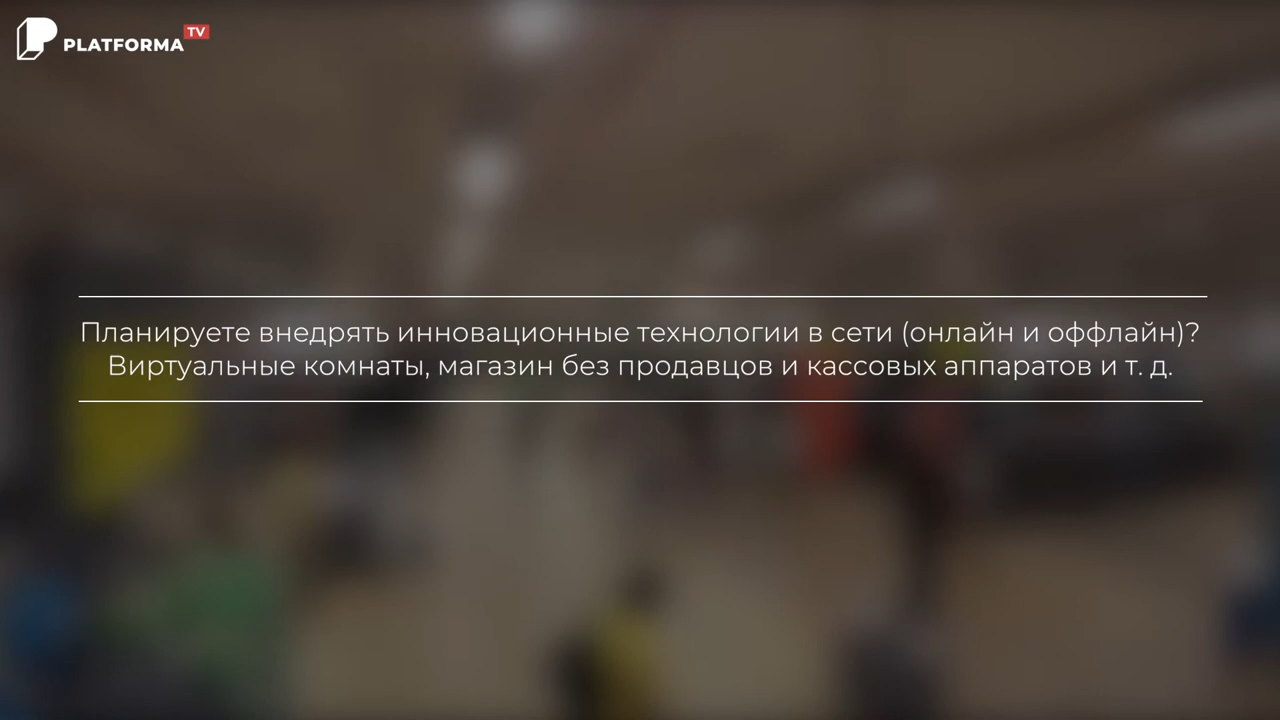 PLATFORMA TV
Планируете внедрять инновационные технологии в сети (онлайн и оффлайн)?
Виртуальные комнаты, магазин без продавцов и кассовых аппаратов и т. д.